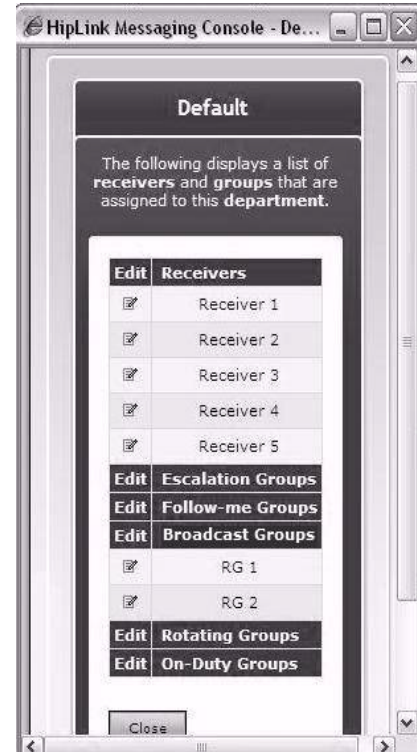 HipLink Messaging Console - De...
Default
The following displays a list of
receivers and groups that are
assigned to this department.
Edit Receivers
Receiver 1
Receiver 2
Receiver 3
Receiver 4
Receiver 5
Edit Escalation Groups
Edit Follow-me Groups
Edit Broadcast Groups
RG 1
RG 2
Edit Rotating Groups
Edit On-Duty Groups
Close